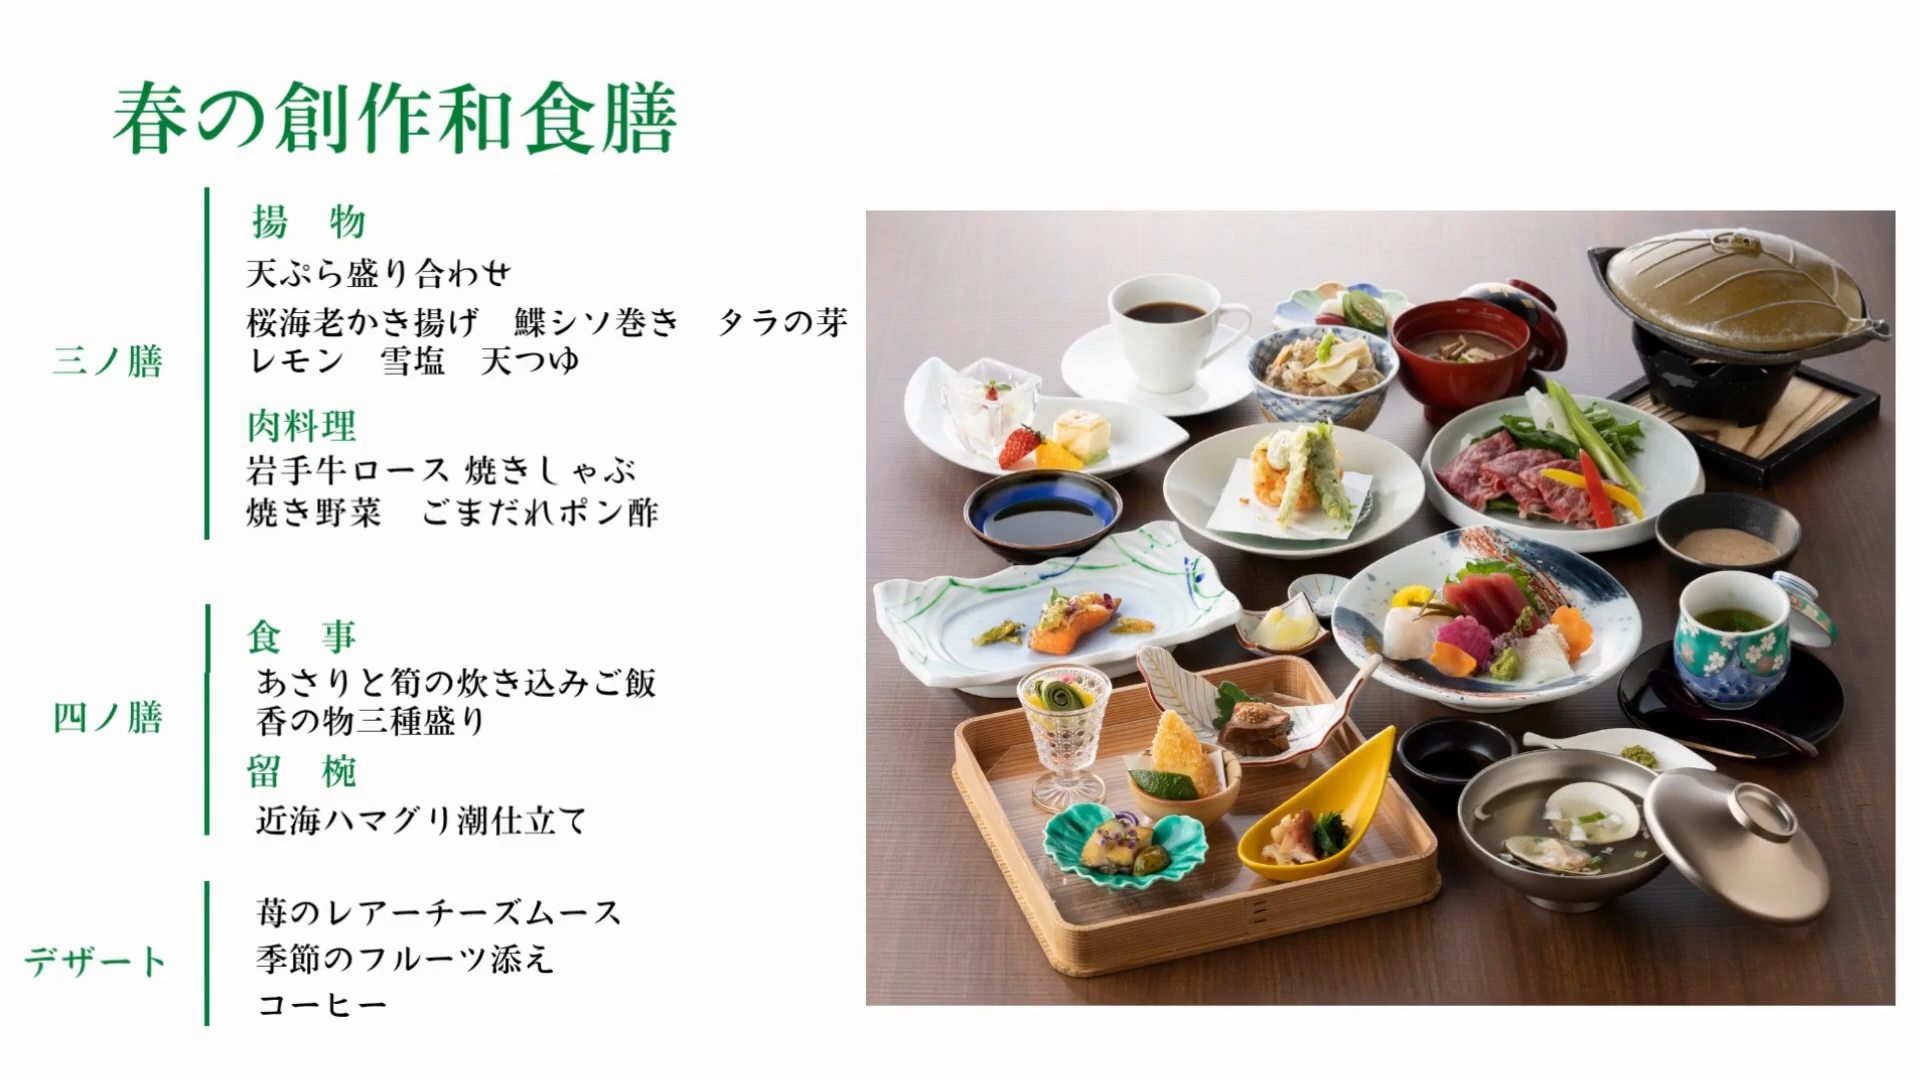 春の創作和食膳
三ノ膳
揚　物
天ぷら盛り合わせ
桜海老かき揚げ　鰈シソ巻き　タラの芽
レモン　雪塩　天つゆ
肉料理
岩手牛ロース 焼きしゃぶ
焼き野菜　ごまだれポン酢
四ノ膳
食　事
あさりと筍の炊き込みご飯
香の物三種盛り
留　椀
近海ハマグリ潮仕立て
デザート
苺のレアーチーズムース
季節のフルーツ添え
コーヒー